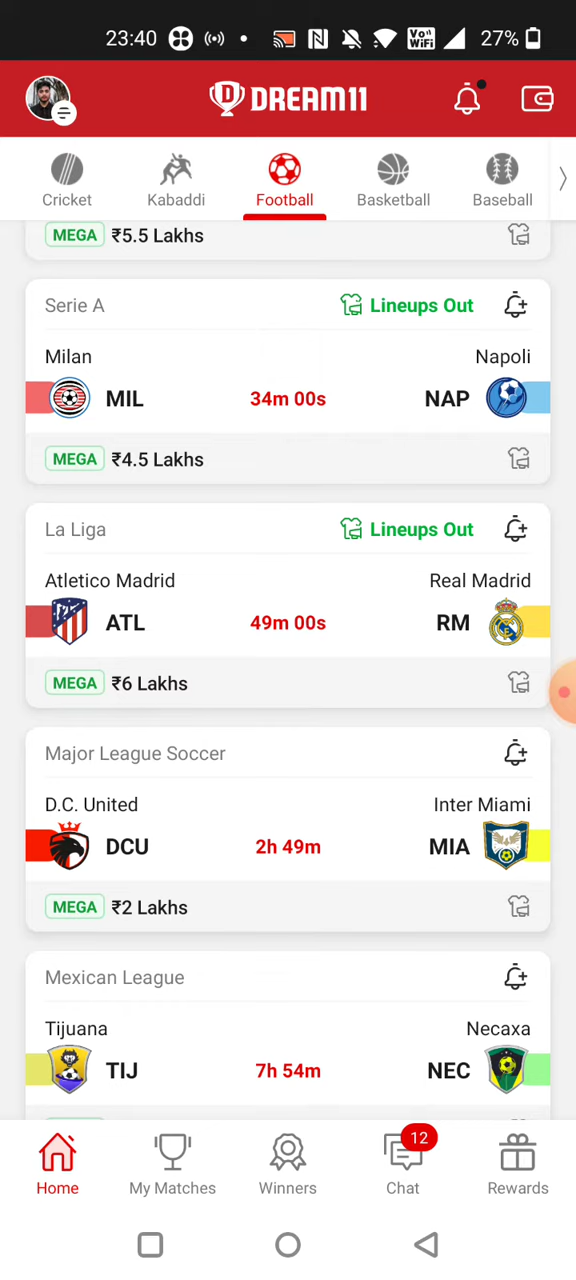 23:40 Vo WiFi 27%
DREAM11
Cricket Kabaddi Football Basketball Baseball
MEGA ₹5.5 Lakhs
Serie A Lineups Out
Milan Napoli
MIL 34m 00s NAP
MEGA ₹4.5 Lakhs
La Liga Lineups Out
Atletico Madrid Real Madrid
ATL 49m 00s RM
MEGA ₹6 Lakhs
Major League Soccer
D.C. United Inter Miami
DCU 2h 49m MIA
MEGA ₹2 Lakhs
Mexican League
Tijuana Necaxa
TIJ 7h 54m NEC
12
Home My Matches Winners Chat Rewards